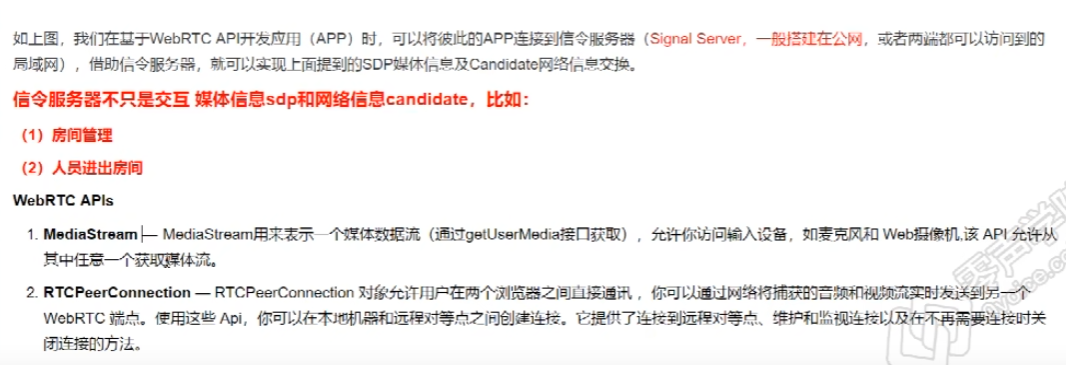 如上图，我们在基于WebRTC API开发应用（APP）时，可以将彼此的APP连接到信令服务器（Signal Server，一般搭建在公网，或者两端都可以访问到的
局域网），借助信令服务器，就可以实现上面提到的SDP媒体信息及Candidate网络信息交换。
信令服务器不只是交互 媒体信息sdp和网络信息candidate，比如：
（1）房间管理
（2）人员进出房间
WebRTC APIs
1. MediaStream — MediaStream用来表示一个媒体数据流（通过getUserMedia接口获取），允许你访问输入设备，如麦克风和 Web摄像机,该 API 允许从
其中任意一个获取媒体流。
2. RTCPeerConnection — RTCPeerConnection 对象允许用户在两个浏览器之间直接通讯 ，你可以通过网络将捕获的音频和视频流实时发送到另一个
WebRTC 端点。使用这些 Api，你可以在本地机器和远程对等点之间创建连接。它提供了连接到远程对等点、维护和监视连接以及在不再需要连接时关
闭连接的方法。
零声学院